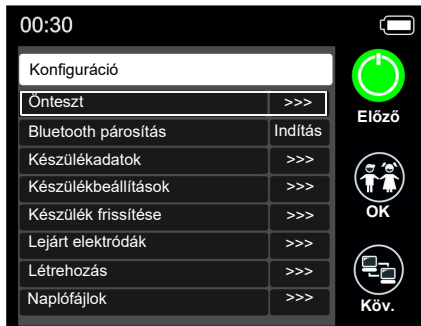 00:30
Konfiguráció
Önteszt >>>
Bluetooth párosítás Indítás
Készülékadatok >>>
Készülékbeállítások >>>
Készülék frissítése >>>
Lejárt elektródák >>>
Létrehozás >>>
Naplófájlok >>>
Előző
OK
Köv.